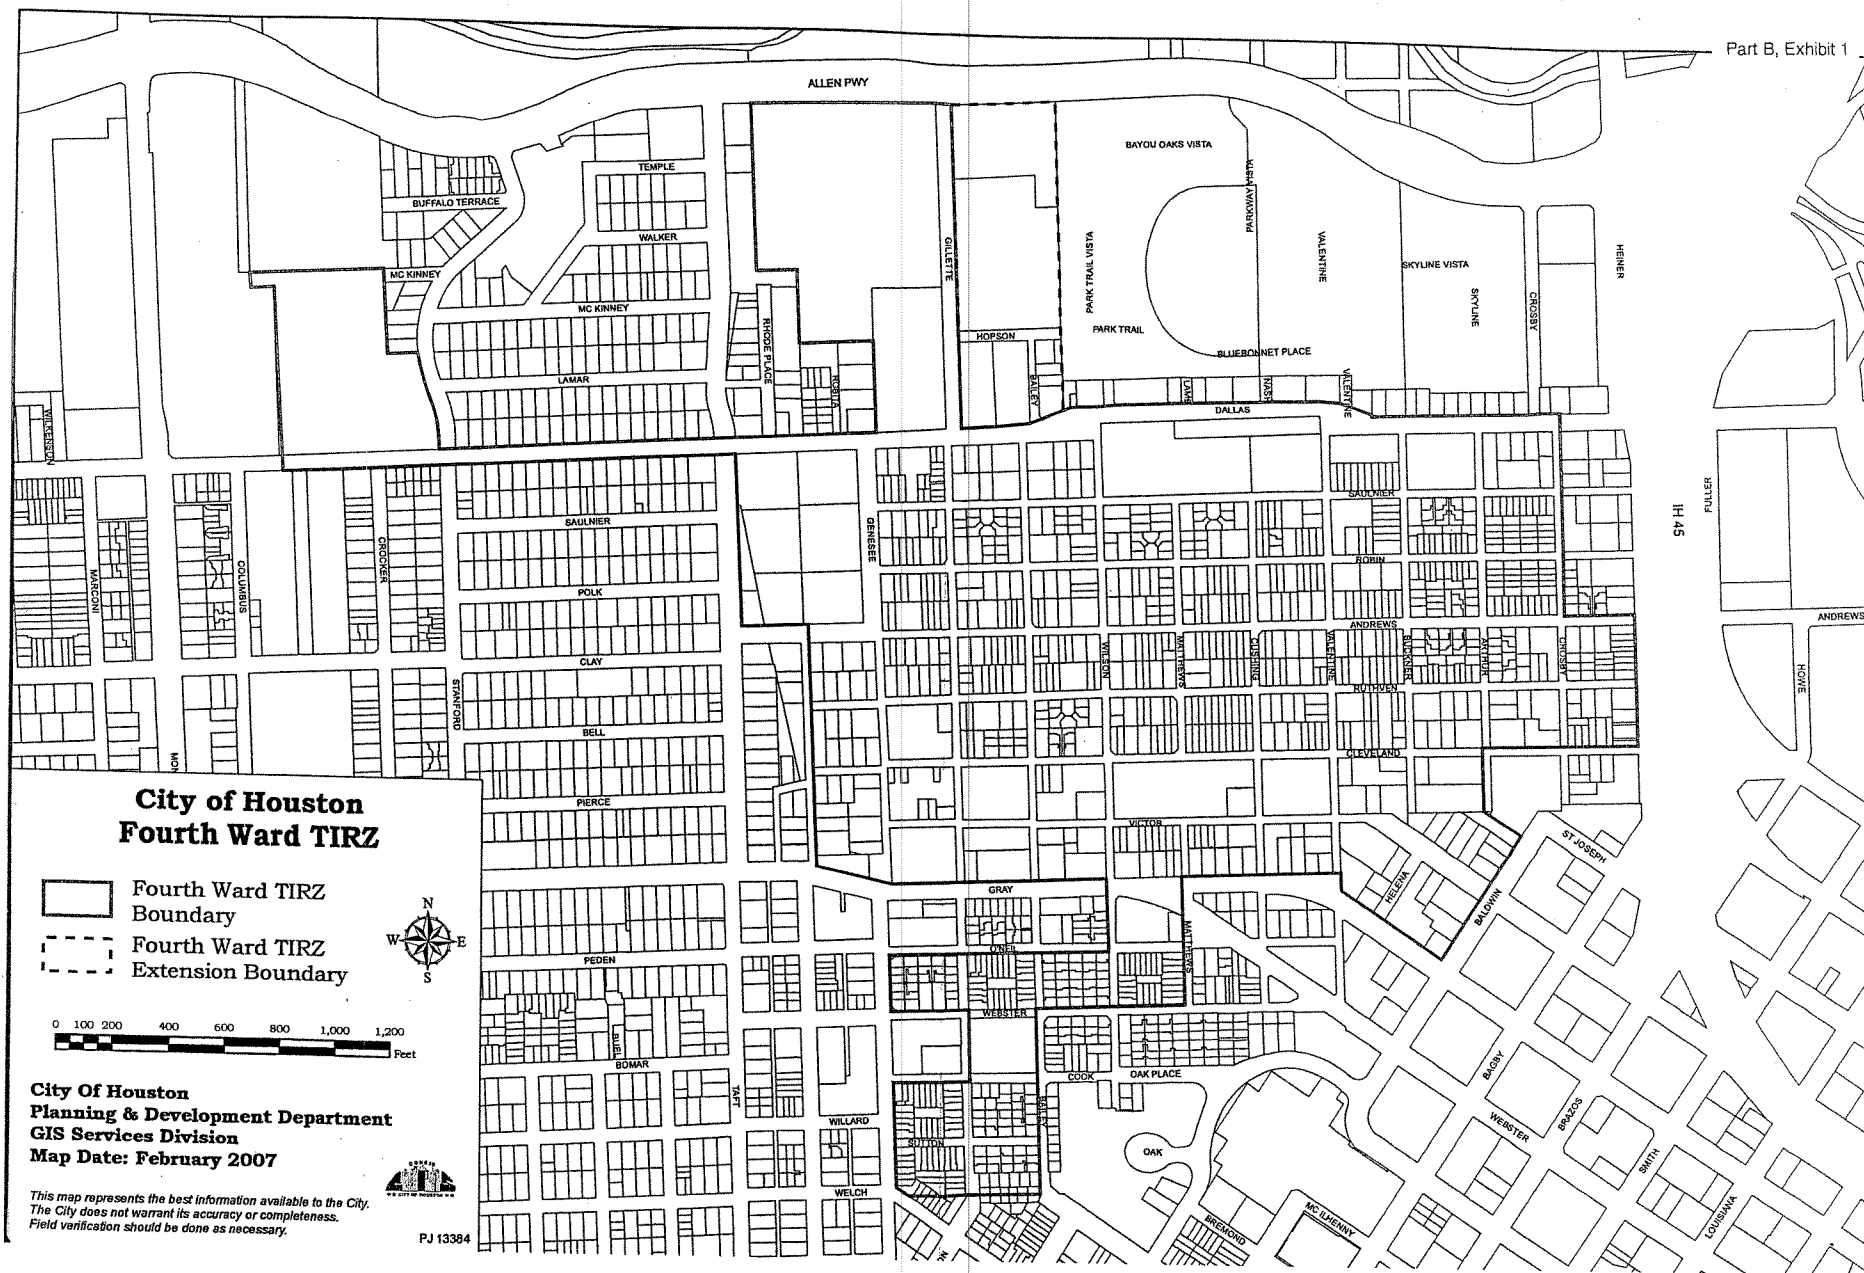 Part B, Exhibit 1
ALLEN PWY
BAYOU OAKS VISTA
TEMPLE
PARKWAY VISTA
BUFFALO TERRACE
WALKER
GILLETTE
PARK TRAIL VISTA
VALENTINE
SKYLINE VISTA
HEINER
MC KINNEY
SKYLINE
CROSBY
MC KINNEY
RHODE PLACE
PARK TRAIL
HOPSON
BLUEBONNET PLACE
LAMAR
ROBITA
BAILEY
LAMB
NASH
VALENTINE
WILKENSON
DALLAS
SAULNIER
FULLER
IH 45
SAULNIER
GENESEE
CROCKER
COLUMBUS
MARCONI
ROBIN
POLK
ANDREWS
ANDREWS
CLAY
WILSON
MATTHEWS
CUSHING
VALENTINE
BUCKNER
ARTHUR
CROSBY
HOWE
STANFORD
RUTHVEN
BELL
MON
CLEVELAND
PIERCE
VICTOR
ST JOSEPH
City of Houston
Fourth Ward TIRZ
Fourth Ward TIRZ
Boundary
Fourth Ward TIRZ
Extension Boundary
N
W
E
S
GRAY
HELENA
BALDWIN
MATTHEWS
O'NEIL
PEDEN
WEBSTER
0 100 200 400 600 800 1,000 1,200
Feet
BUEL
BOMAR
COOK
OAK PLACE
BAGBY
TAFT
BAILEY
WEBSTER
BRAZOS
City Of Houston
Planning & Development Department
GIS Services Division
Map Date: February 2007
WILLARD
SUTTON
OAK
SMITH
WELCH
CITY OF HOUSTON
LOUISIANA
BREMOND
MC ILHENNY
This map represents the best information available to the City.
The City does not warrant its accuracy or completeness.
Field verification should be done as necessary.
PJ 13384